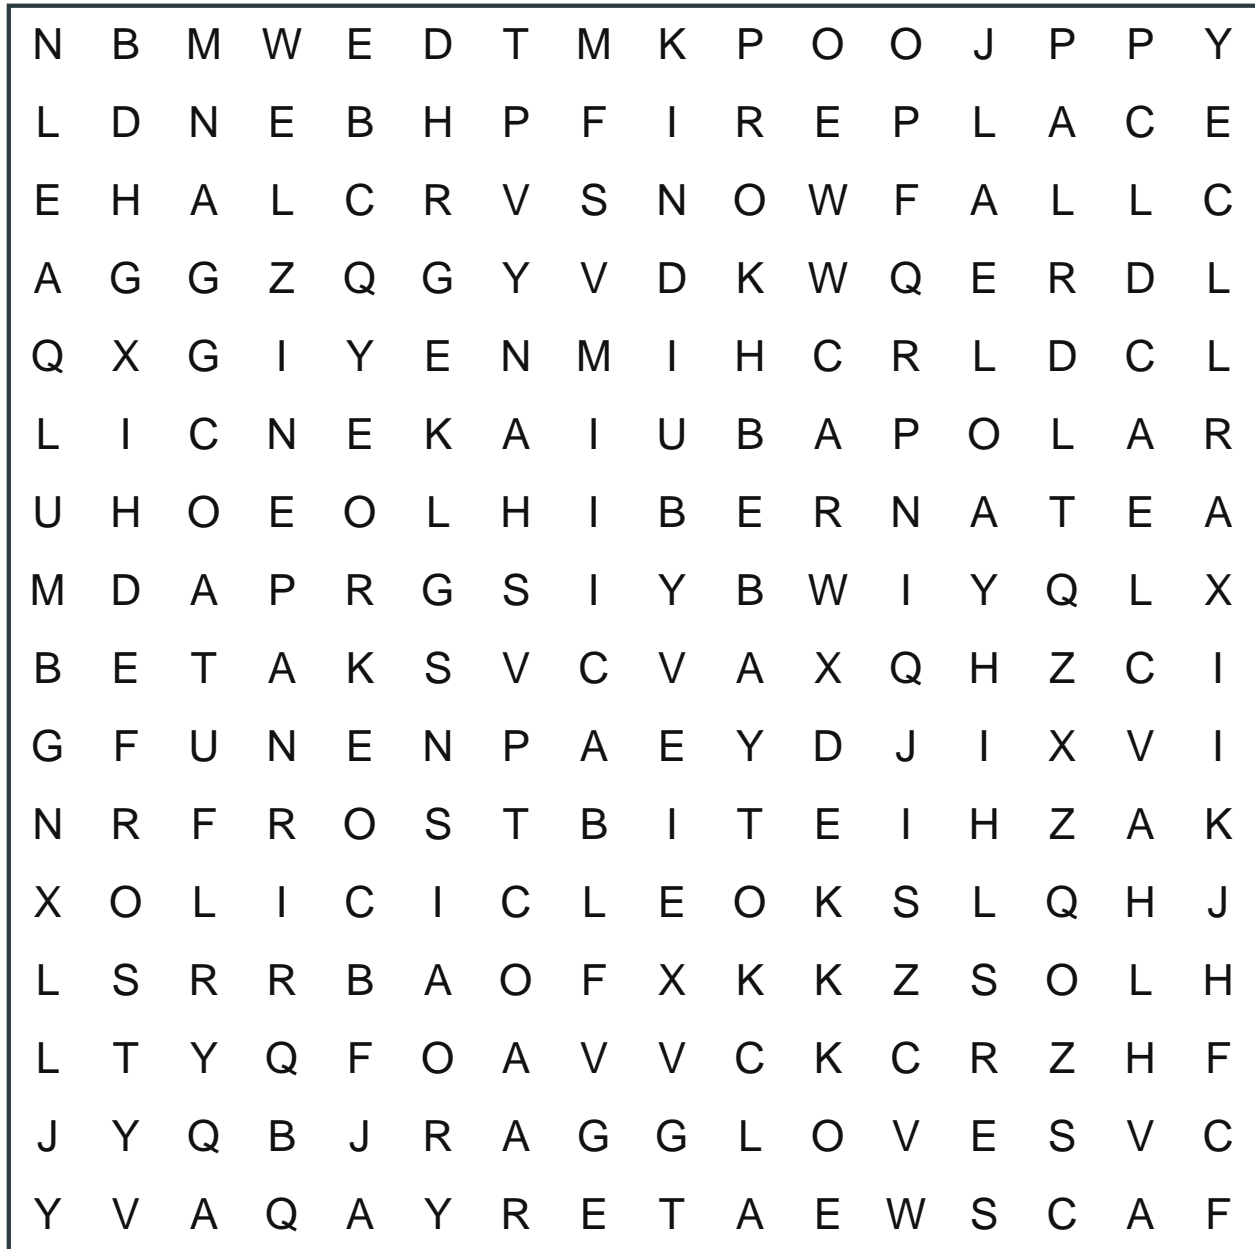 N B M W E D T M K P O O J P P Y
L D N E B H P F I R E P L A C E
E H A L C R V S N O W F A L L C
A G G Z Q G Y V D K W Q E R D L
Q X G I Y E N M I H C R L D C L
L I C N E K A I U B A P O L A R
U H O E O L H I B E R N A T E A
M D A P R G S I Y B W I Y Q L X
B E T A K S V C V A X Q H Z C I
G F U N E N P A E Y D J I X V I
N R F R O S T B I T E I H Z A K
X O L I C I C L E O K S L Q H J
L S R R B A O F X K K Z S O L H
L T Y Q F O A V V C K C R Z H F
J Y Q B J R A G G L O V E S V C
Y V A Q A Y R E T A E W S C A F